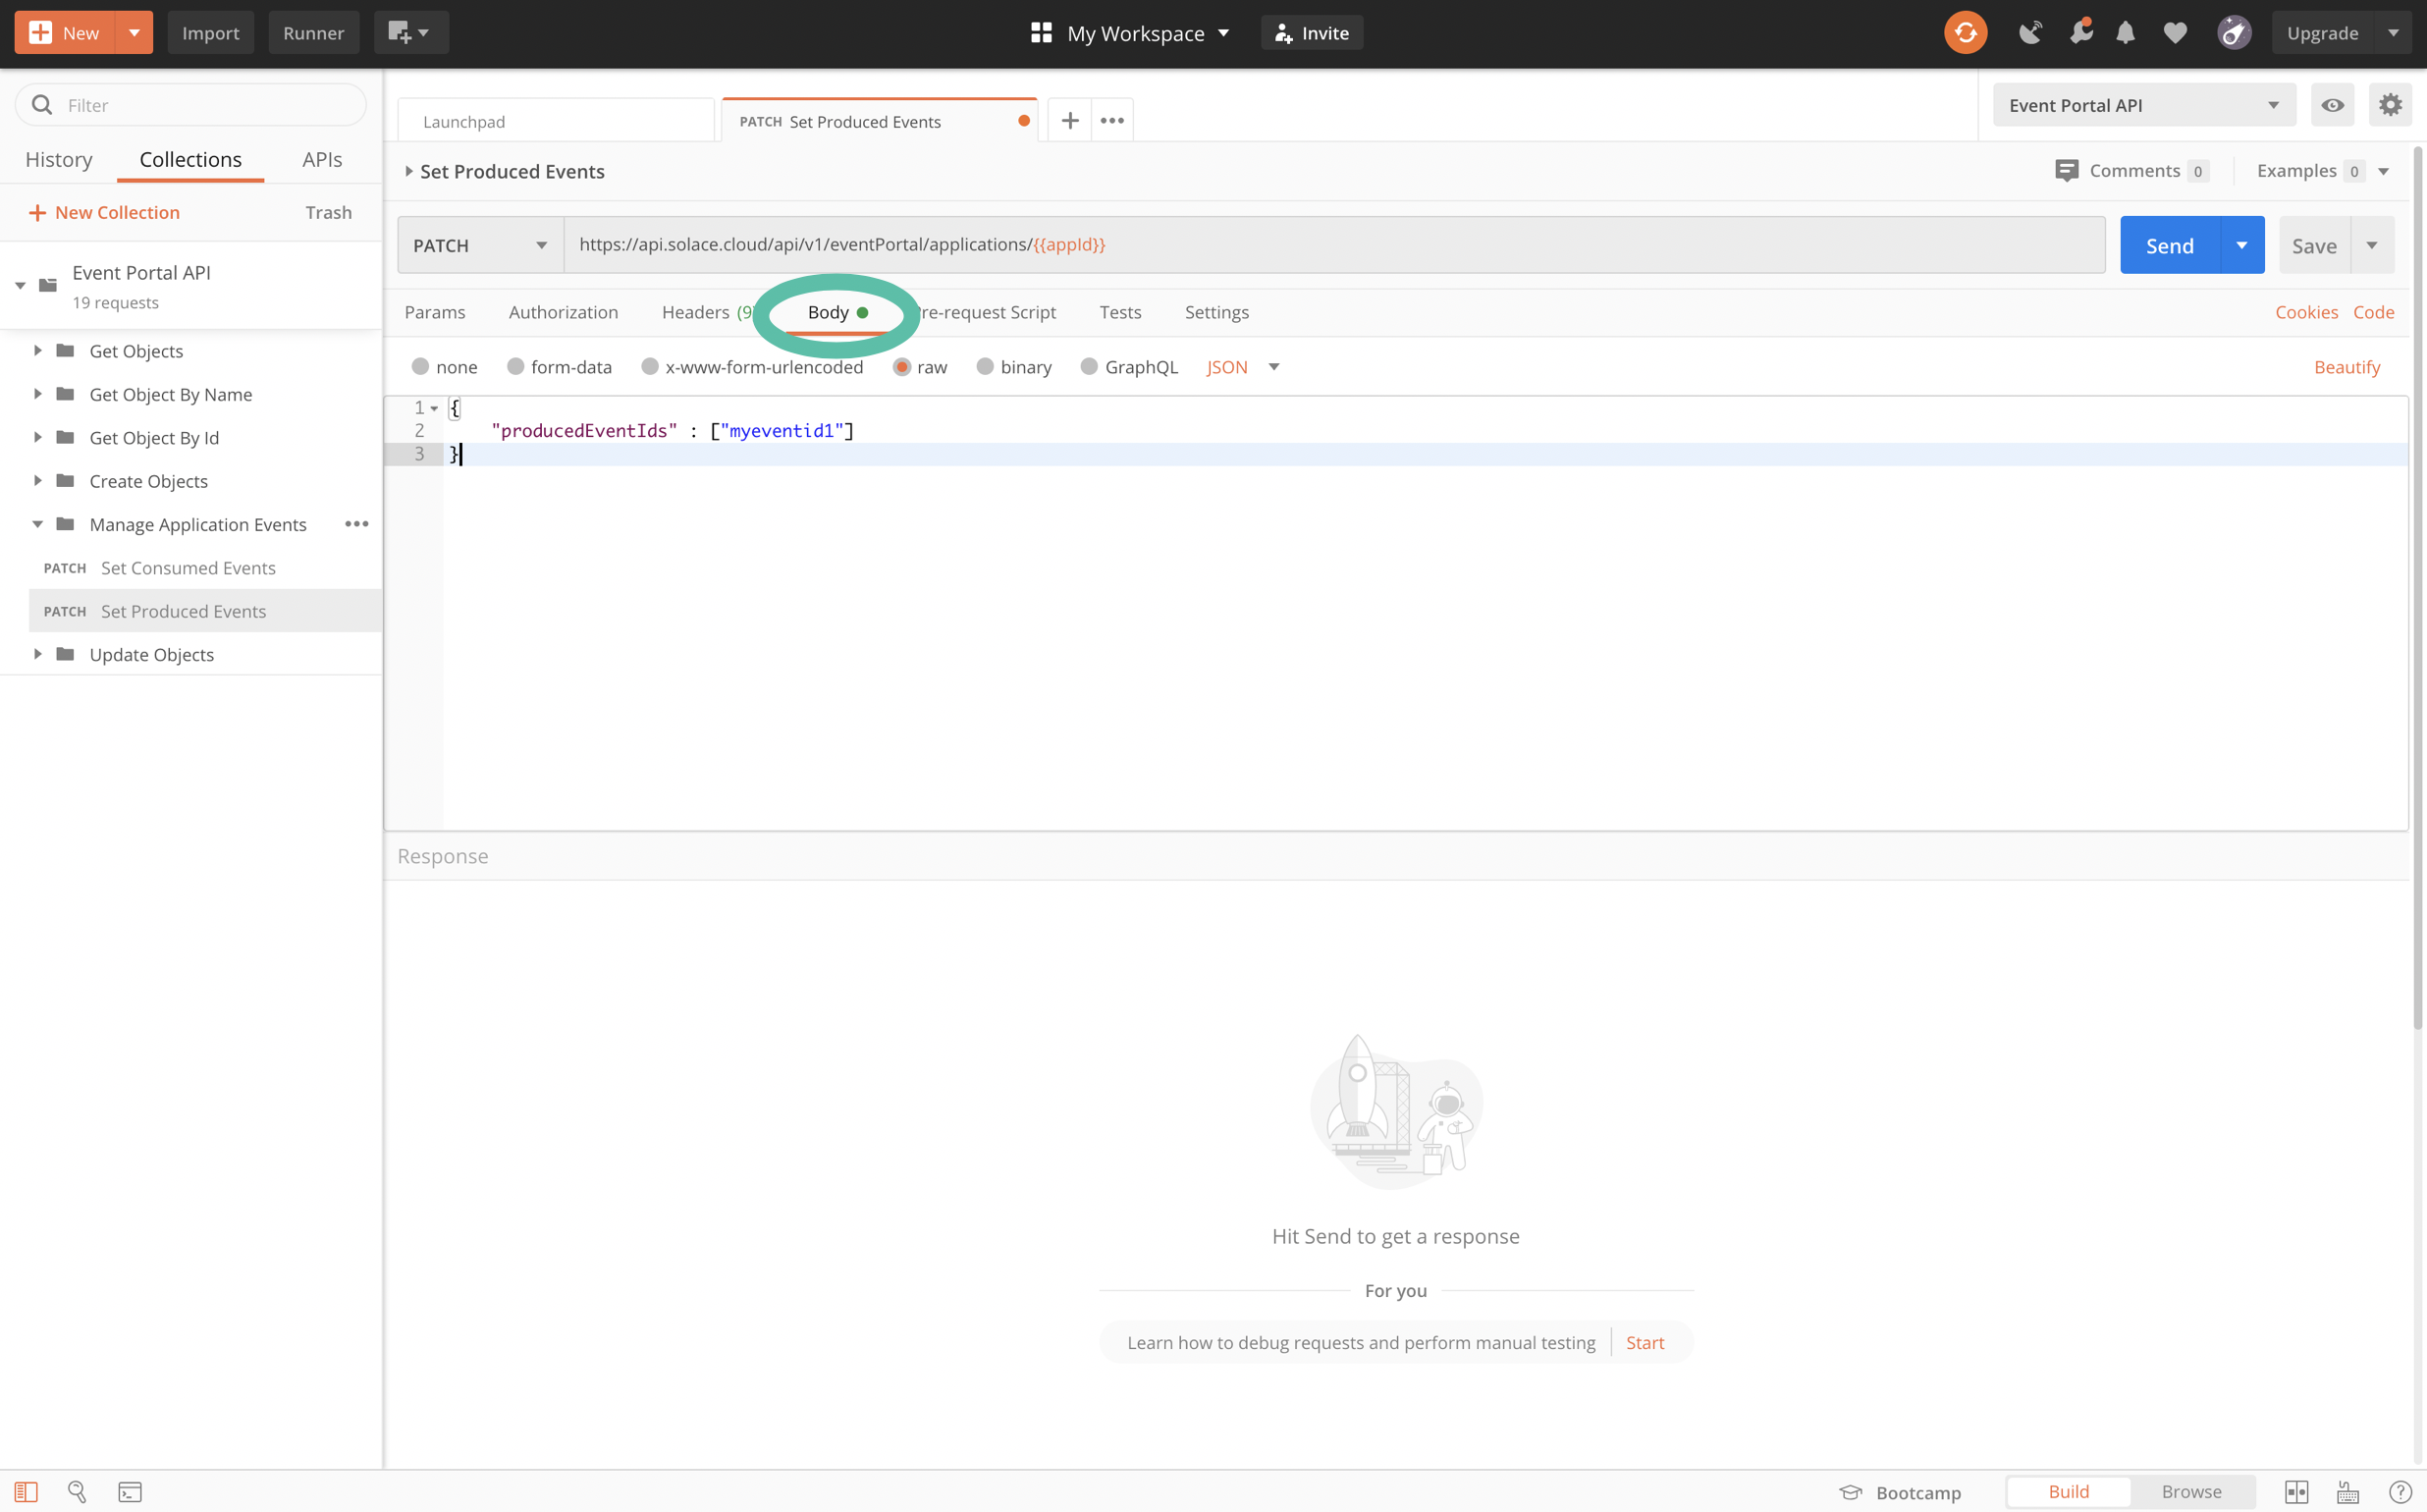 New
Import
Runner
My Workspace
Invite
Upgrade
Filter
History
Collections
APIs
New Collection
Trash
Event Portal API
19 requests
Get Objects
Get Object By Name
Get Object By Id
Create Objects
Manage Application Events
PATCH Set Consumed Events
PATCH Set Produced Events
Update Objects
Launchpad
PATCH Set Produced Events
Event Portal API
Set Produced Events
Comments 0
Examples 0
PATCH
https://api.solace.cloud/api/v1/eventPortal/applications/{{appId}}
Send
Save
Params
Authorization
Headers (9
Body
re-request Script
Tests
Settings
Cookies
Code
none
form-data
x-www-form-urlencoded
raw
binary
GraphQL
JSON
Beautify
1 {
2 "producedEventIds" : ["myeventid1"]
3 }
Response
Hit Send to get a response
For you
Learn how to debug requests and perform manual testing
Start
Bootcamp
Build
Browse